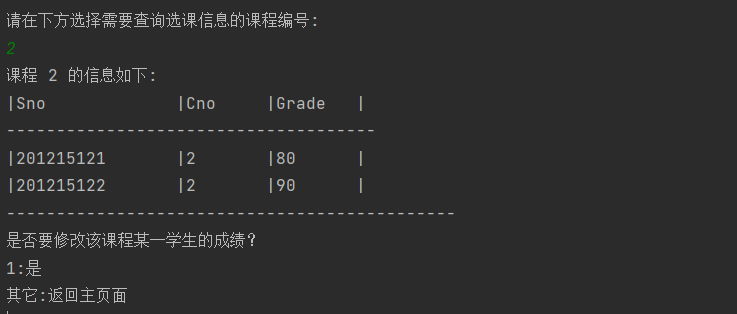 请在下方选择需要查询选课信息的课程编号:
2
课程 2 的信息如下:
|Sno             |Cno     |Grade   |
-------------------------------------
|201215121       |2       |80      |
|201215122       |2       |90      |
---------------------------------------------
是否要修改该课程某一学生的成绩？
1:是
其它:返回主页面